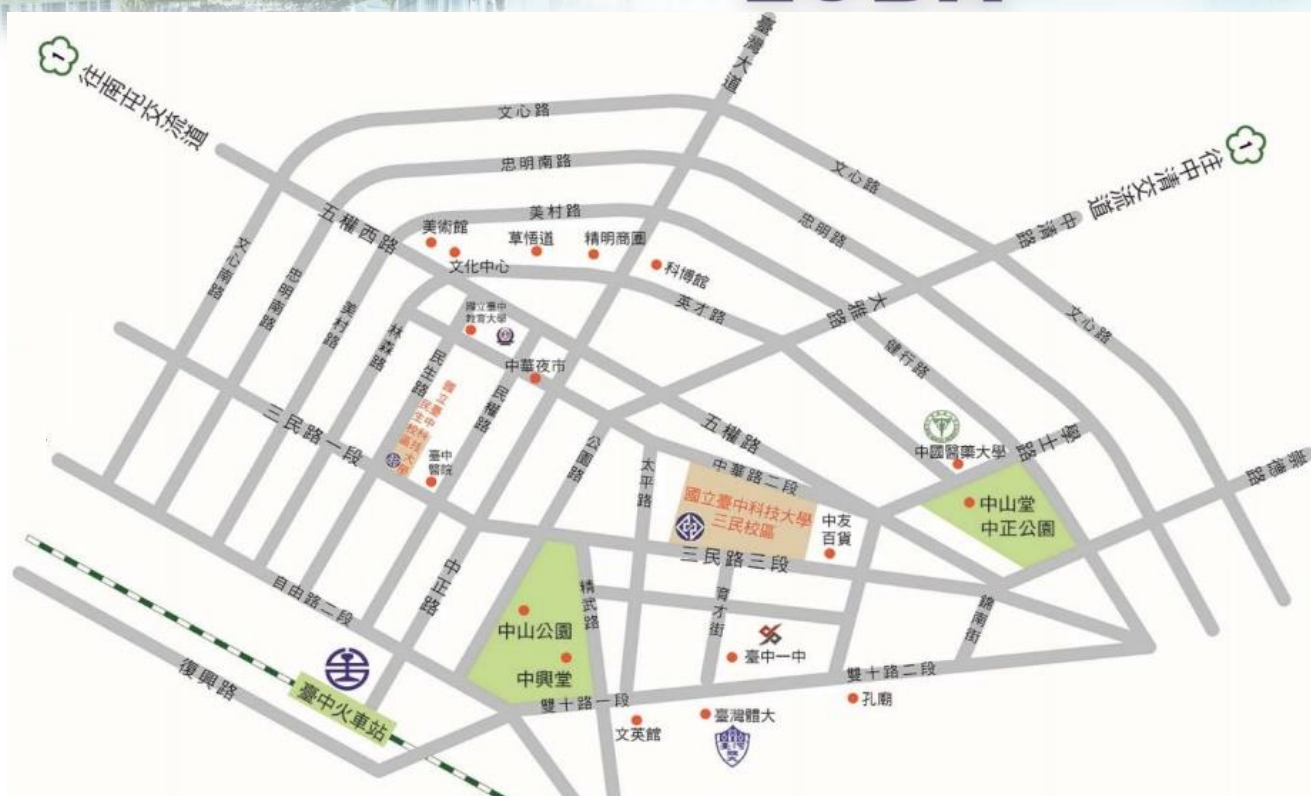 臺灣大道
1
往南屯交流道
文心路
1
往中清交流道
忠明南路
文心路
美村路
忠明路
中清路
五權西路
美術館
草悟道
精明商圈
文化中心
科博館
文心南路
忠明南路
美村路
林森路
國立臺中
教育大學
英才路
大雅路
健行路
文心路
中華夜市
民生路
民權路
國立臺中科技大學
民生校區
三民路一段
臺中
醫院
公園路
太平路
五權路
中華路二段
中國醫藥大學
學士路
崇德路
國立臺中科技大學
三民校區
中友
百貨
中山堂
中正公園
三民路三段
自由路二段
中正路
精武路
育才街
錦南街
中山公園
中興堂
臺中一中
雙十路二段
復興路
臺中火車站
雙十路一段
文英館
臺灣體大
孔廟